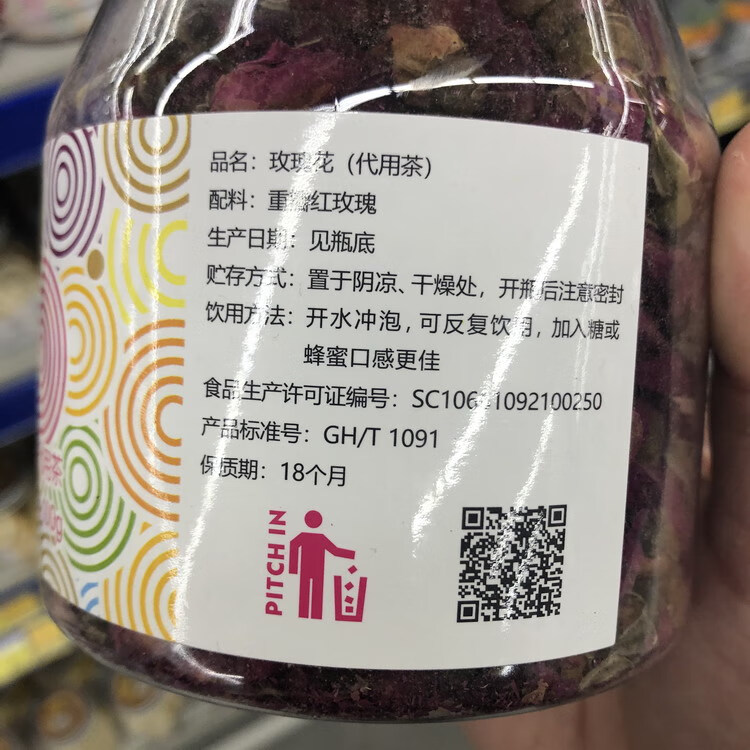 品名：玫瑰花（代用茶）
配料：重瓣红玫瑰
生产日期：见瓶底
贮存方式：置于阴凉、干燥处，开瓶后注意密封
饮用方法：开水冲泡，可反复饮用，加入糖或
蜂蜜口感更佳
食品生产许可证编号：
产品标准号：GH/T 1091
保质期：18个月
PITCH IN